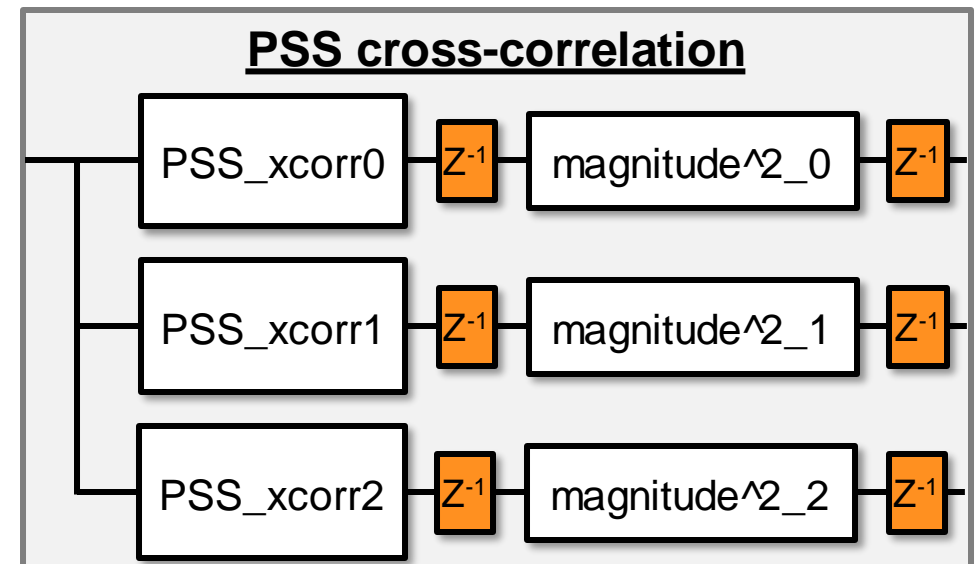 PSS cross-correlation
PSS_xcorr0 Z-1 magnitude^2_0 Z-1
PSS_xcorr1 Z-1 magnitude^2_1 Z-1
PSS_xcorr2 Z-1 magnitude^2_2 Z-1